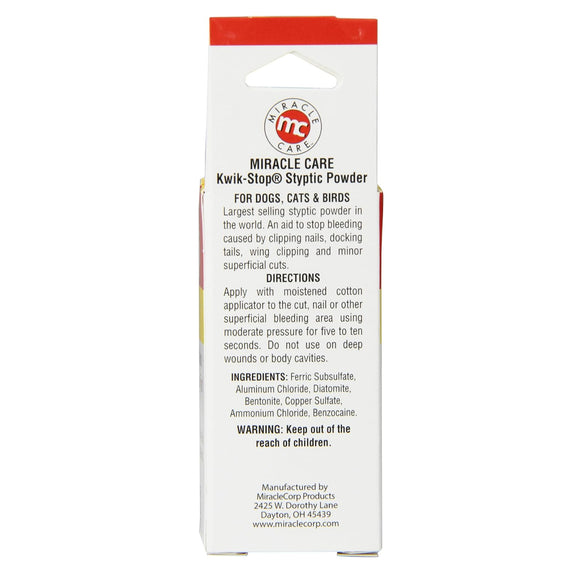 MIRACLE
mc
CARE™
MIRACLE CARE
Kwik-Stop® Styptic Powder
FOR DOGS, CATS & BIRDS
Largest selling styptic powder in
the world. An aid to stop bleeding
caused by clipping nails, docking
tails, wing clipping and minor
superficial cuts.
DIRECTIONS
Apply with moistened cotton
applicator to the cut, nail or other
superficial bleeding area using
moderate pressure for five to ten
seconds. Do not use on deep
wounds or body cavities.
INGREDIENTS: Ferric Subsulfate,
Aluminum Chloride, Diatomite,
Bentonite, Copper Sulfate,
Ammonium Chloride, Benzocaine.
WARNING: Keep out of the
reach of children.
Manufactured by
MiracleCorp Products
2425 W. Dorothy Lane
Dayton, OH 45439
www.miraclecorp.com